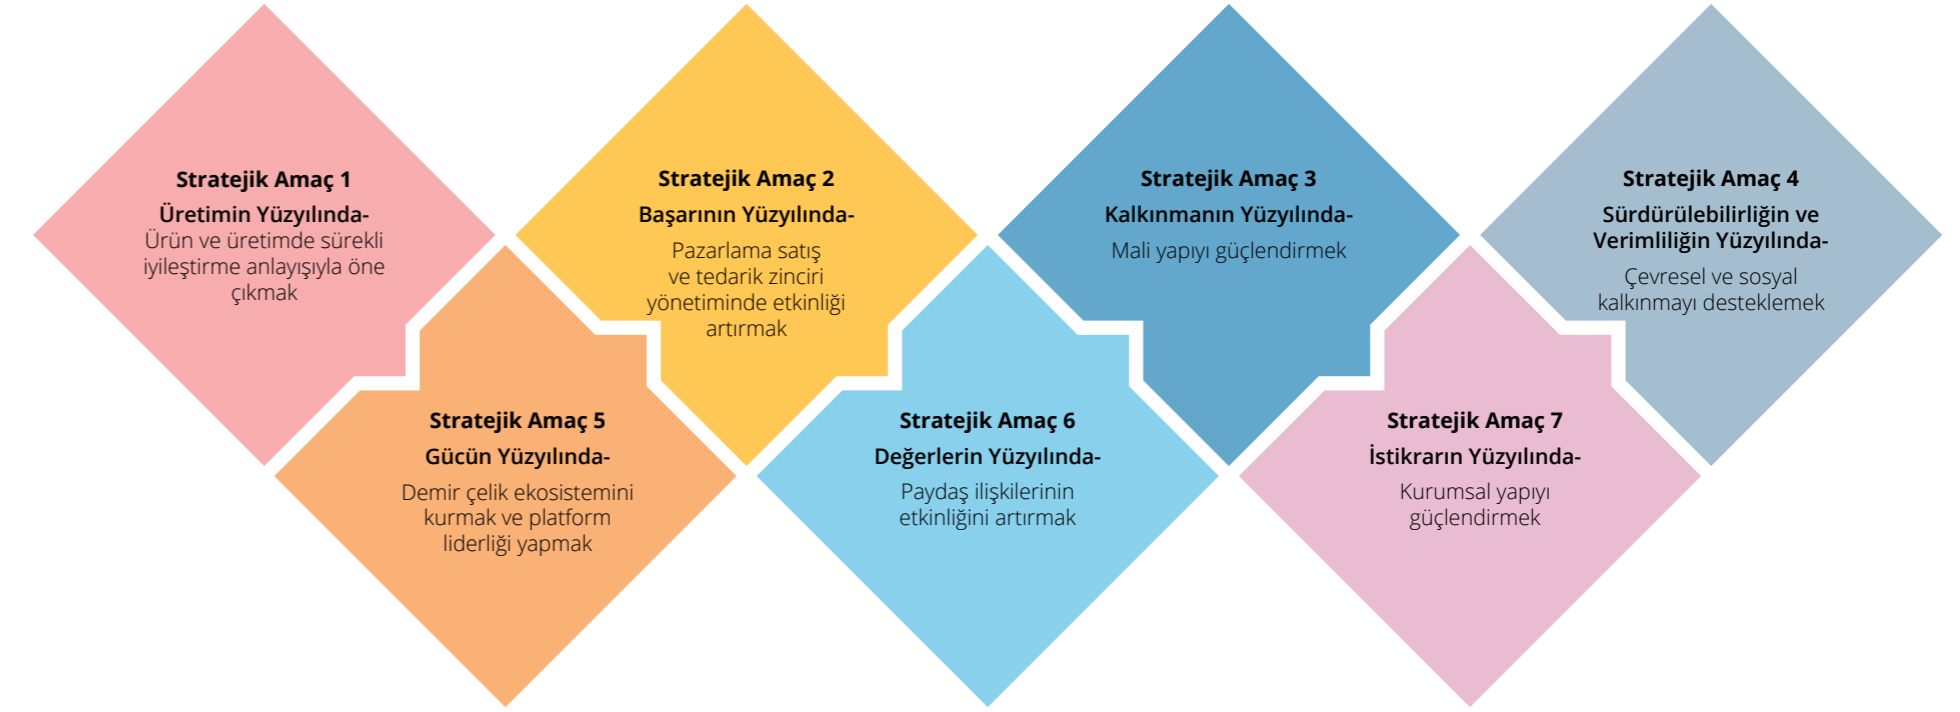 Stratejik Amaç 1
Üretimin Yüzyılında-
Ürün ve üretimde sürekli
iyileştirme anlayışıyla öne
çıkmak
Stratejik Amaç 2
Başarının Yüzyılında-
Pazarlama satış
ve tedarik zinciri
yönetiminde etkinliği
artırmak
Stratejik Amaç 3
Kalkınmanın Yüzyılında-
Mali yapıyı güçlendirmek
Stratejik Amaç 4
Sürdürülebilirliğin ve
Verimliliğin Yüzyılında-
Çevresel ve sosyal
kalkınmayı desteklemek
Stratejik Amaç 5
Gücün Yüzyılında-
Demir çelik ekosistemini
kurmak ve platform
liderliği yapmak
Stratejik Amaç 6
Değerlerin Yüzyılında-
Paydaş ilişkilerinin
etkinliğini artırmak
Stratejik Amaç 7
İstikrarın Yüzyılında-
Kurumsal yapıyı
güçlendirmek